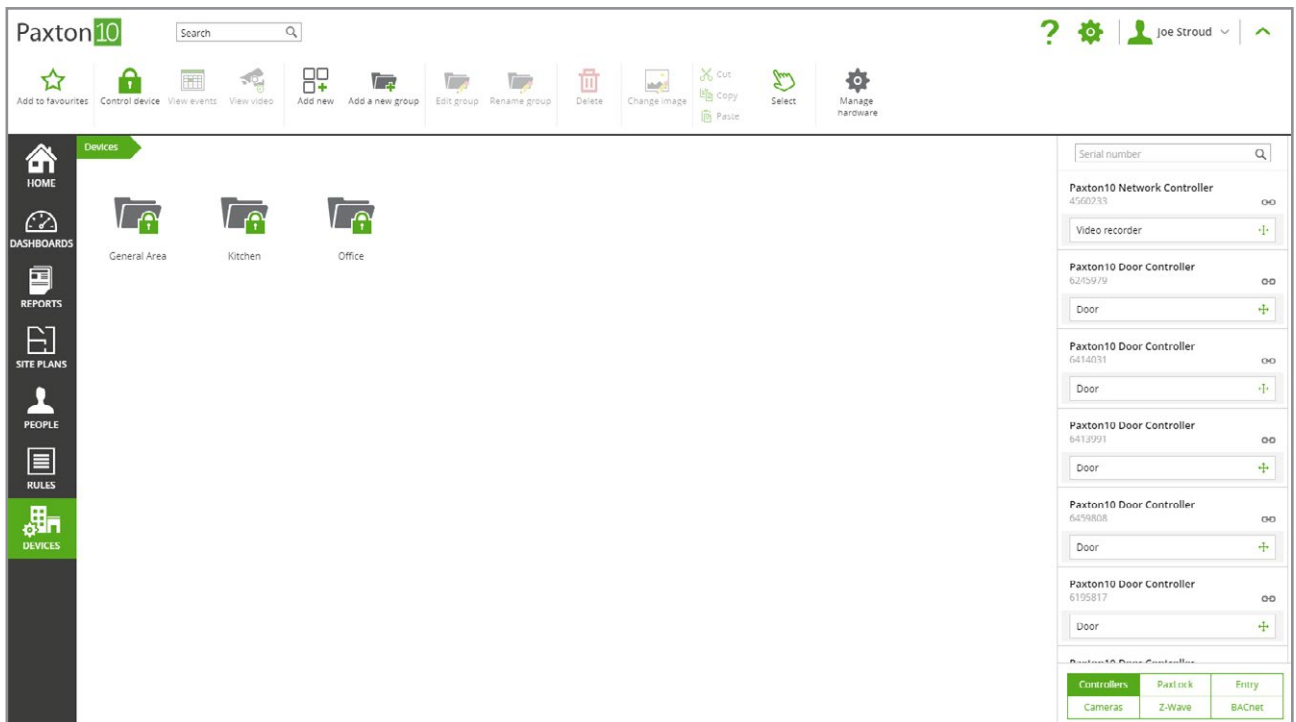 Paxton10
Search
Joe Stroud
Add to favourites
Control device
View events
View video
Add new
Add a new group
Edit group
Rename group
Delete
Change image
Cut
Copy
Paste
Select
Manage
hardware
HOME
DASHBOARDS
REPORTS
SITE PLANS
PEOPLE
RULES
DEVICES
Devices
General Area
Kitchen
Office
Serial number
Paxton10 Network Controller
4560233
Video recorder
Paxton10 Door Controller
6245979
Door
Paxton10 Door Controller
6414031
Door
Paxton10 Door Controller
6413991
Door
Paxton10 Door Controller
6459808
Door
Paxton10 Door Controller
6195817
Door
Paxton10 Door Controller
Controllers
PaxLock
Entry
Cameras
Z-Wave
BACnet